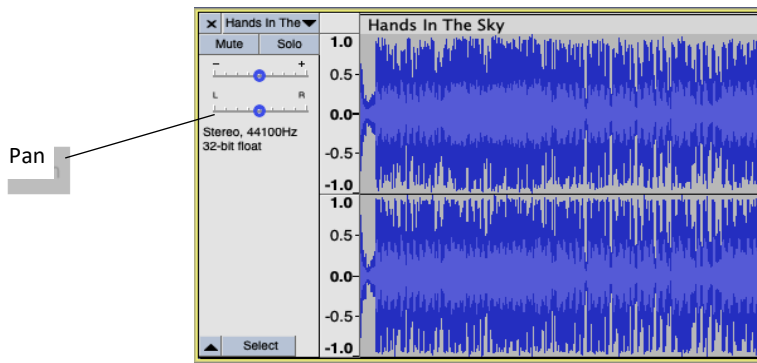 Pan
× Hands In The
Mute Solo
- +
L R
Stereo, 44100Hz
32-bit float
Select
Hands In The Sky
1.0
0.5-
0.0-
-0.5-
-1.0
1.0
0.5-
0.0-
-0.5-
-1.0